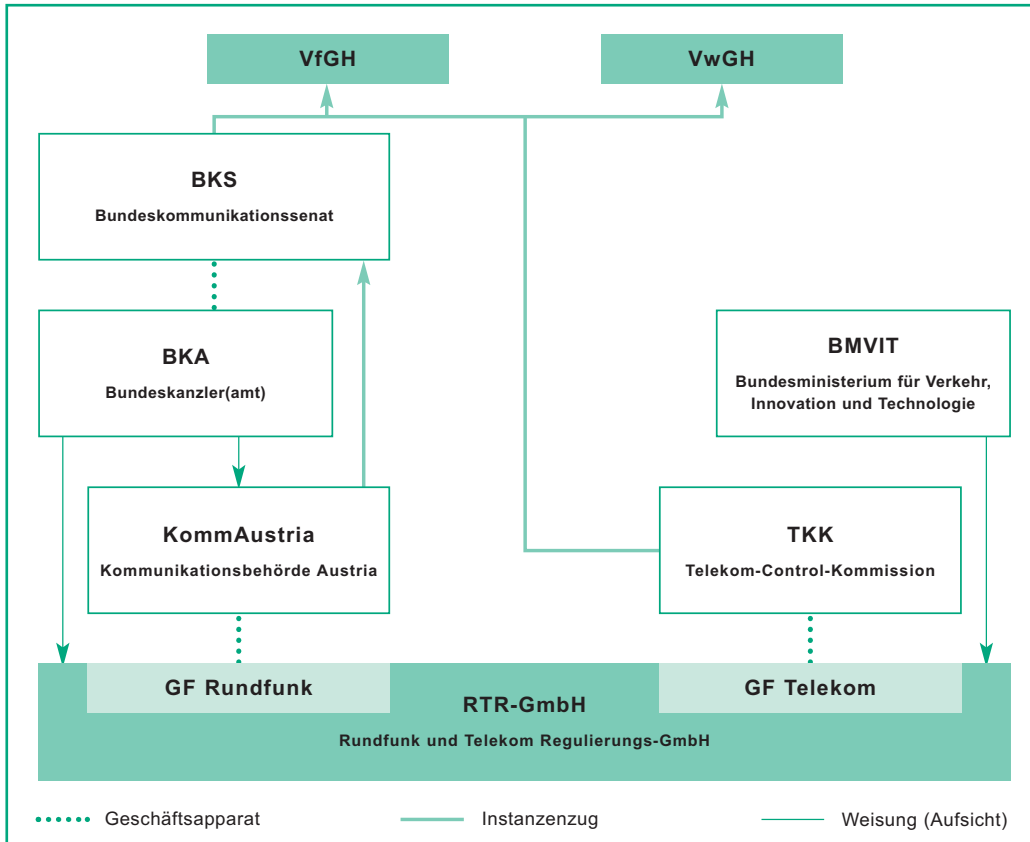 VfGH
VwGH
BKS
Bundeskommunikationssenat
BKA
Bundeskanzler(amt)
BMVIT
Bundesministerium für Verkehr,
Innovation und Technologie
KommAustria
Kommunikationsbehörde Austria
TKK
Telekom-Control-Kommission
GF Rundfunk
GF Telekom
RTR-GmbH
Rundfunk und Telekom Regulierungs-GmbH
Geschäftsapparat
Instanzenzug
Weisung (Aufsicht)